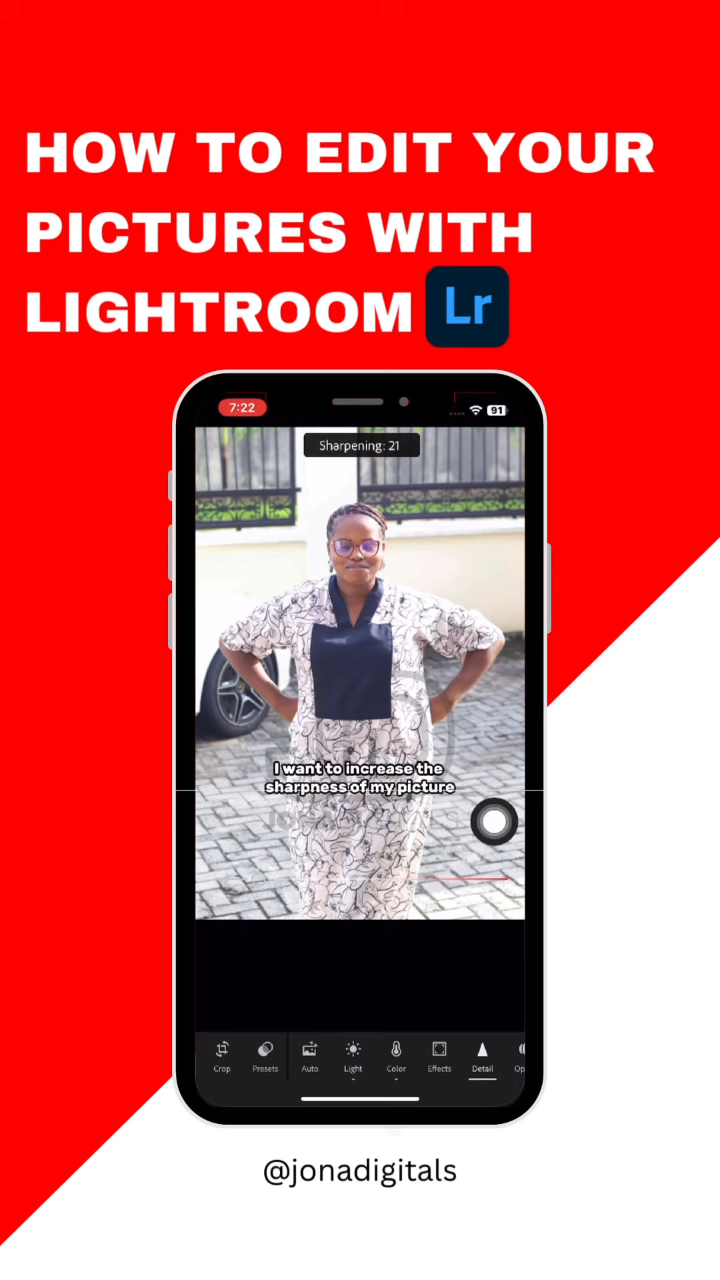 HOW TO EDIT YOUR
PICTURES WITH
LIGHTROOM Lr
7:22
91
Sharpening: 21
I want to increase the
sharpness of my picture
Crop Presets Auto Light Color Effects Detail
@jonadigitals